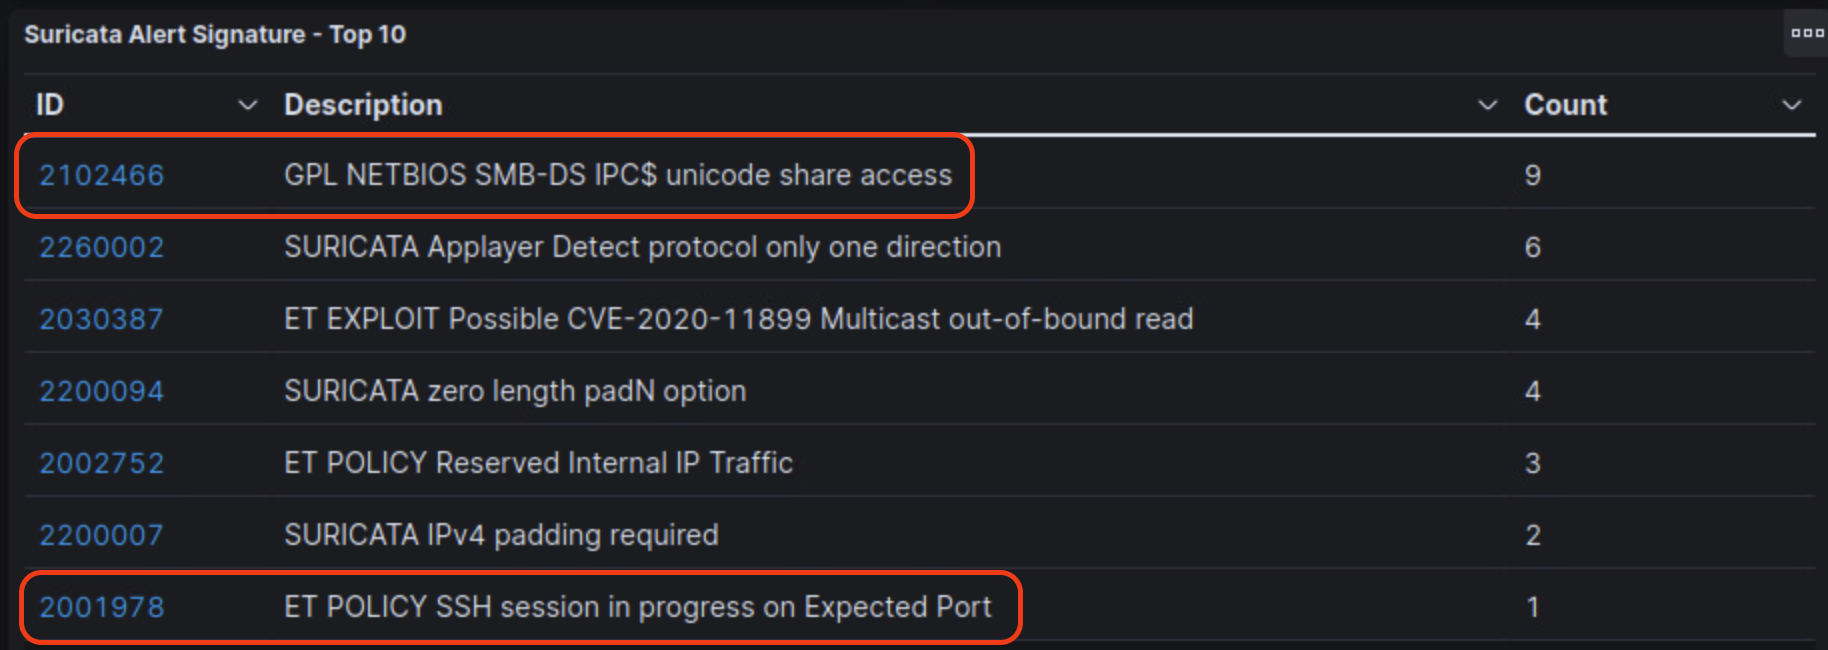 Suricata Alert Signature - Top 10
ID Description Count
2102466 GPL NETBIOS SMB-DS IPC$ unicode share access 9
2260002 SURICATA Applayer Detect protocol only one direction 6
2030387 ET EXPLOIT Possible CVE-2020-11899 Multicast out-of-bound read 4
2200094 SURICATA zero length padN option 4
2002752 ET POLICY Reserved Internal IP Traffic 3
2200007 SURICATA IPv4 padding required 2
2001978 ET POLICY SSH session in progress on Expected Port 1